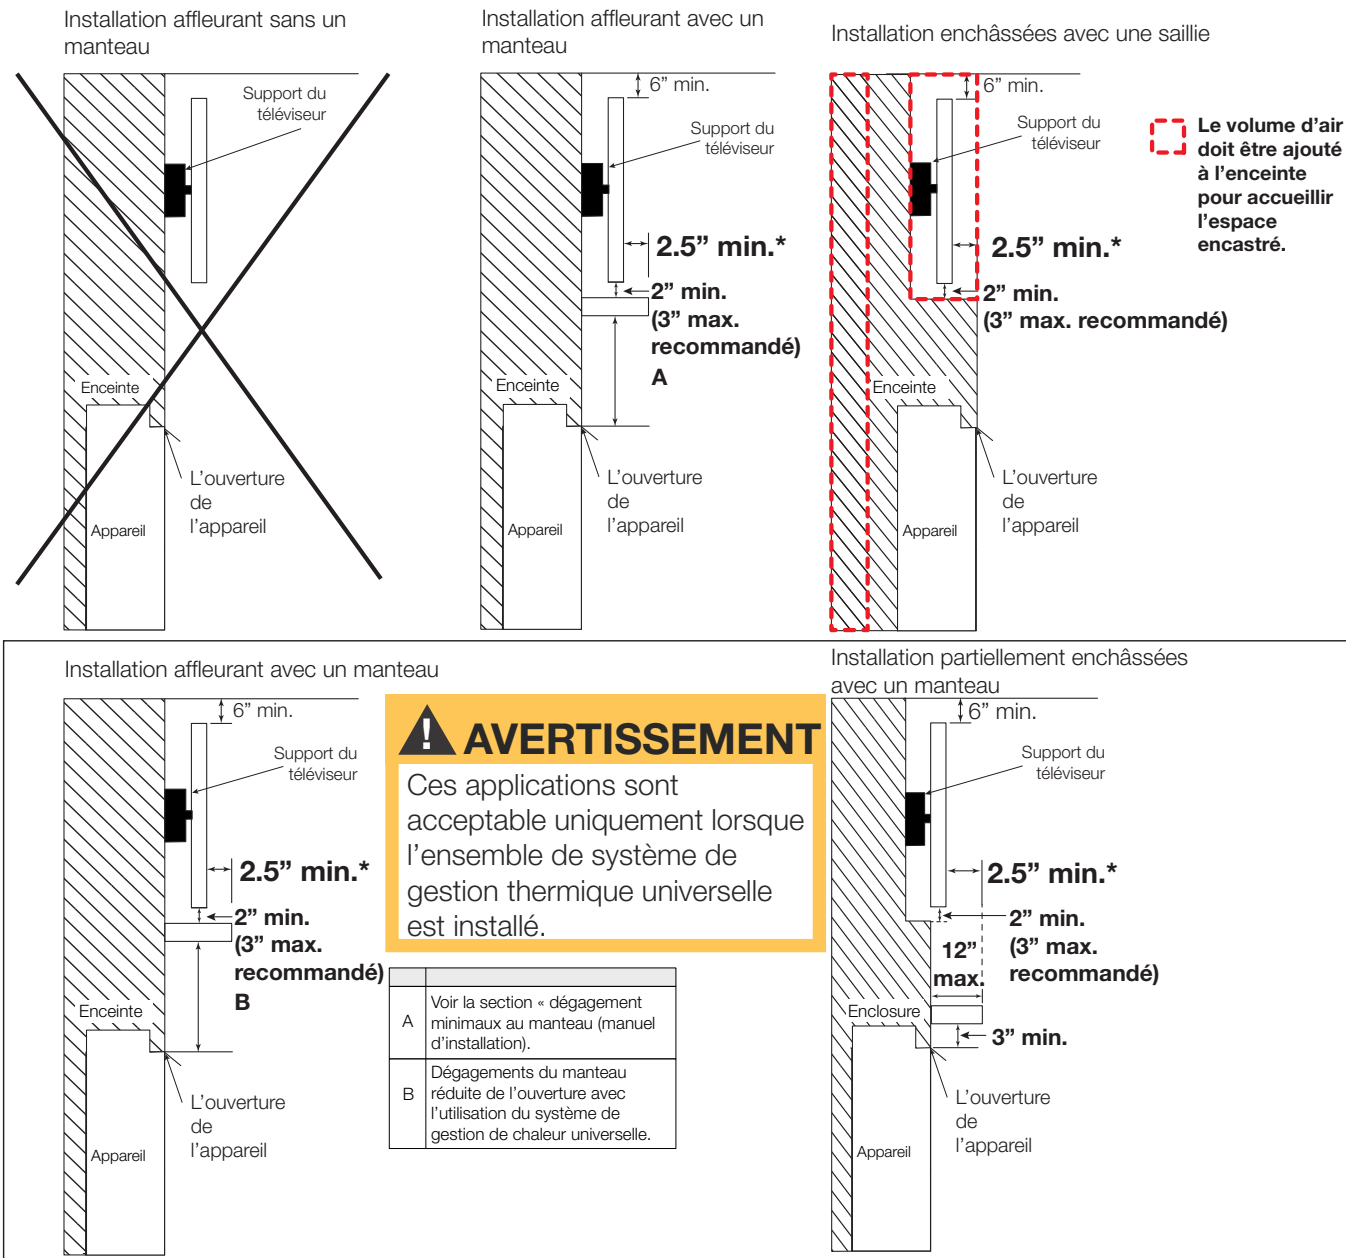 Installation affleurant sans un
manteau
Support du
téléviseur
Enceinte
L'ouverture
de
l'appareil
Appareil
Installation affleurant avec un
manteau
6” min.
Support du
téléviseur
2.5” min.*
2” min.
(3” max.
recommandé)
A
Enceinte
L'ouverture
de
l'appareil
Appareil
Installation enchâssées avec une saillie
6” min.
Support du
téléviseur
Le volume d'air
doit être ajouté
à l'enceinte
pour accueillir
l'espace
encastré.
2.5” min.*
2” min.
(3” max. recommandé)
Enceinte
L'ouverture
de
l'appareil
Appareil
Installation affleurant avec un manteau
6” min.
Support du
téléviseur
2.5” min.*
2” min.
(3” max.
recommandé)
B
Enceinte
L'ouverture
de
l'appareil
Appareil
! AVERTISSEMENT
Ces applications sont
acceptable uniquement lorsque
l'ensemble de système de
gestion thermique universelle
est installé.
A
Voir la section « dégagement
minimaux au manteau (manuel
d'installation).
B
Dégagements du manteau
réduite de l'ouverture avec
l'utilisation du système de
gestion de chaleur universelle.
Installation partiellement enchâssées
avec un manteau
6” min.
Support du
téléviseur
2.5” min.*
2” min.
(3” max.
recommandé)
12”
max.
Enclosure
3” min.
L'ouverture
de
l'appareil
Appareil